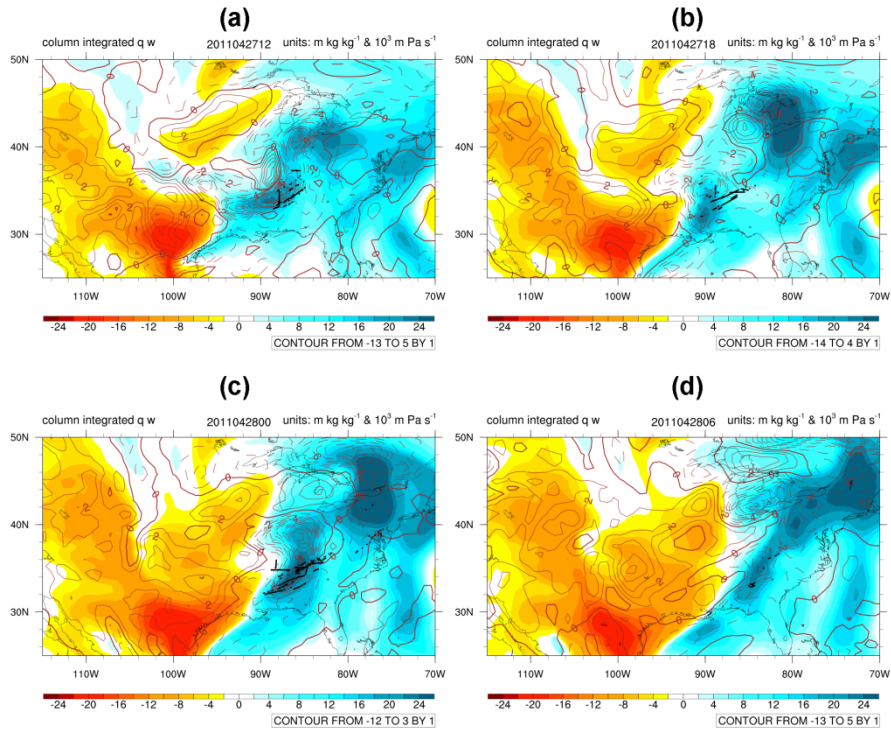 (a)
(b)
column integrated q w 2011042712 units: m kg kg⁻¹ & 10³ m Pa s⁻¹
column integrated q w 2011042718 units: m kg kg⁻¹ & 10³ m Pa s⁻¹
50N
40N
30N
110W 100W 90W 80W 70W
110W 100W 90W 80W 70W
-24 -20 -16 -12 -8 -4 0 4 8 12 16 20 24
-24 -20 -16 -12 -8 -4 0 4 8 12 16 20 24
CONTOUR FROM -13 TO 5 BY 1
CONTOUR FROM -14 TO 4 BY 1
(c)
(d)
column integrated q w 2011042800 units: m kg kg⁻¹ & 10³ m Pa s⁻¹
column integrated q w 2011042806 units: m kg kg⁻¹ & 10³ m Pa s⁻¹
50N
40N
30N
110W 100W 90W 80W 70W
110W 100W 90W 80W 70W
-24 -20 -16 -12 -8 -4 0 4 8 12 16 20 24
-24 -20 -16 -12 -8 -4 0 4 8 12 16 20 24
CONTOUR FROM -12 TO 3 BY 1
CONTOUR FROM -13 TO 5 BY 1